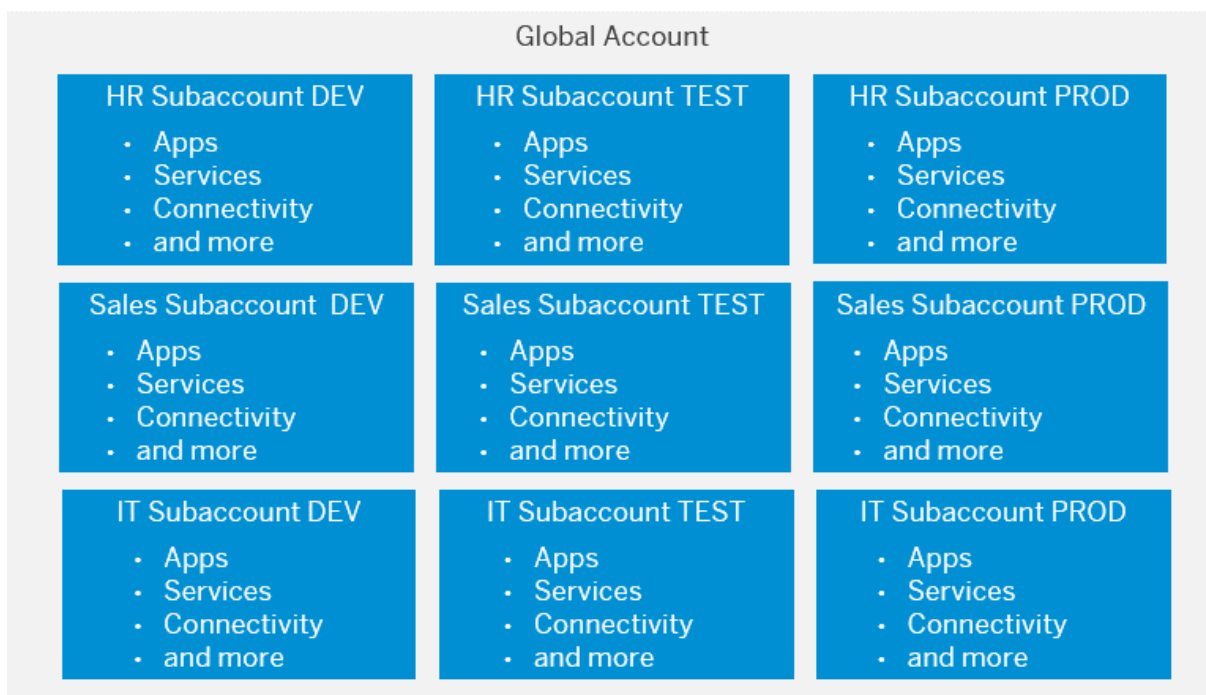 Global Account
HR Subaccount DEV
• Apps
• Services
• Connectivity
• and more
HR Subaccount TEST
• Apps
• Services
• Connectivity
• and more
HR Subaccount PROD
• Apps
• Services
• Connectivity
• and more
Sales Subaccount  DEV
• Apps
• Services
• Connectivity
• and more
Sales Subaccount TEST
• Apps
• Services
• Connectivity
• and more
Sales Subaccount PROD
• Apps
• Services
• Connectivity
• and more
IT Subaccount DEV
• Apps
• Services
• Connectivity
• and more
IT Subaccount TEST
• Apps
• Services
• Connectivity
• and more
IT Subaccount PROD
• Apps
• Services
• Connectivity
• and more